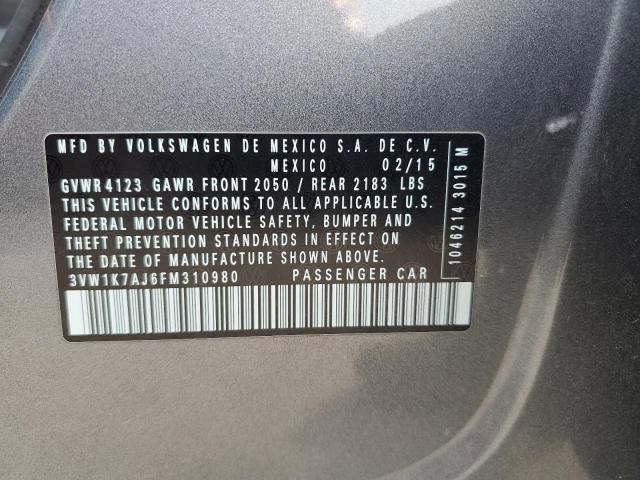 MFD BY VOLKSWAGEN DE MEXICO S.A. DE C.V.
MEXICO 02/15
GVWR 4123 GAWR FRONT 2050 / REAR 2183 LBS
THIS VEHICLE CONFORMS TO ALL APPLICABLE U.S.
FEDERAL MOTOR VEHICLE SAFETY, BUMPER AND
THEFT PREVENTION STANDARDS IN EFFECT ON
THE DATE OF MANUFACTURE SHOWN ABOVE.
3VW1K7AJ6FM310980 PASSENGER CAR
1046214 3015 M